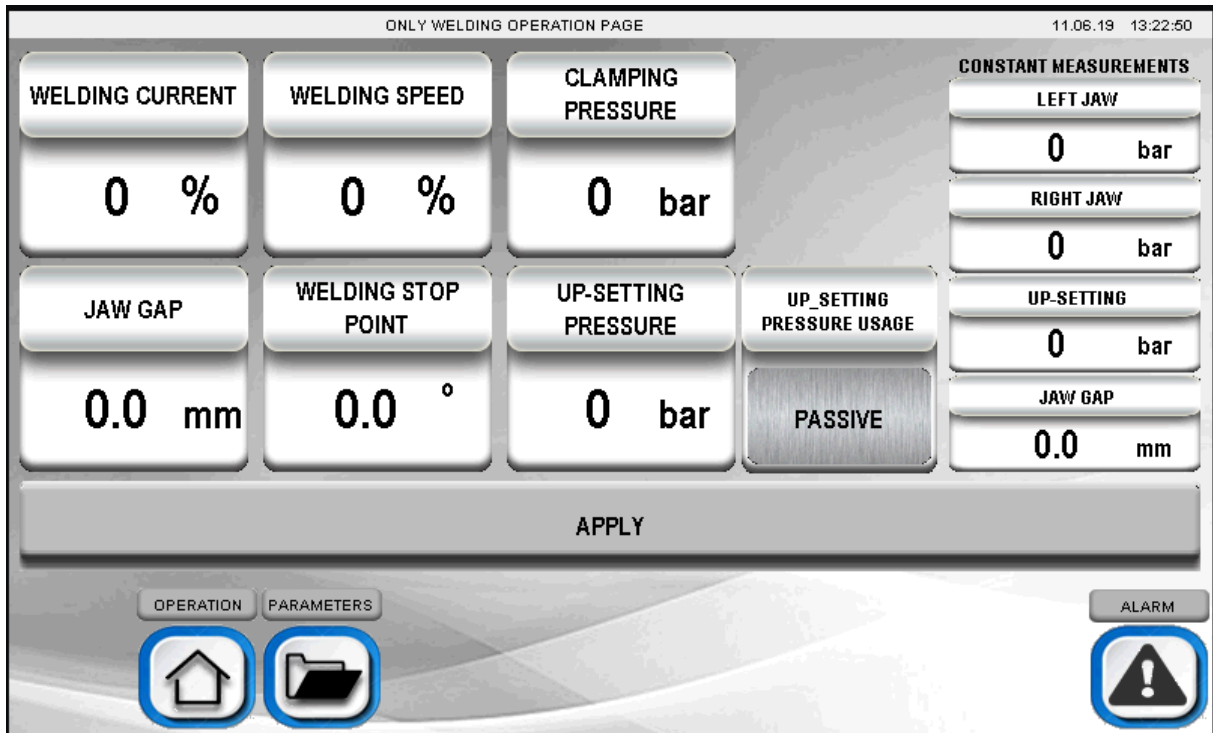 ONLY WELDING OPERATION PAGE
11.06.19 13:22:50
WELDING CURRENT
0 %
WELDING SPEED
0 %
CLAMPING
PRESSURE
0 bar
JAW GAP
0.0 mm
WELDING STOP
POINT
0.0 °
UP-SETTING
PRESSURE
0 bar
UP_SETTING
PRESSURE USAGE
PASSIVE
CONSTANT MEASUREMENTS
LEFT JAW
0 bar
RIGHT JAW
0 bar
UP-SETTING
0 bar
JAW GAP
0.0 mm
APPLY
OPERATION
PARAMETERS
ALARM